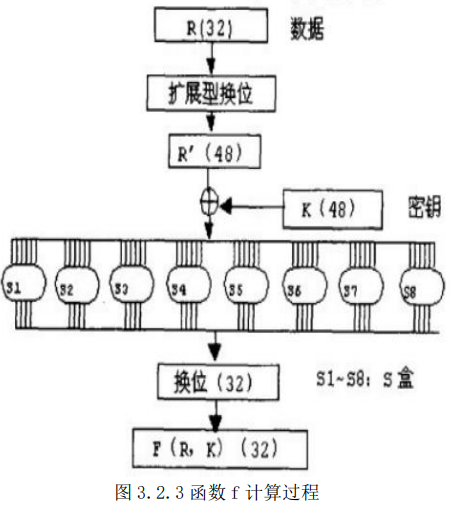 R(32) 数据
扩展型换位
R′(48)
K(48) 密钥
S1 S2 S3 S4 S5 S6 S7 S8
换位(32) S1~S8: S盒
F(R, K)(32)
图 3.2.3 函数 f 计算过程